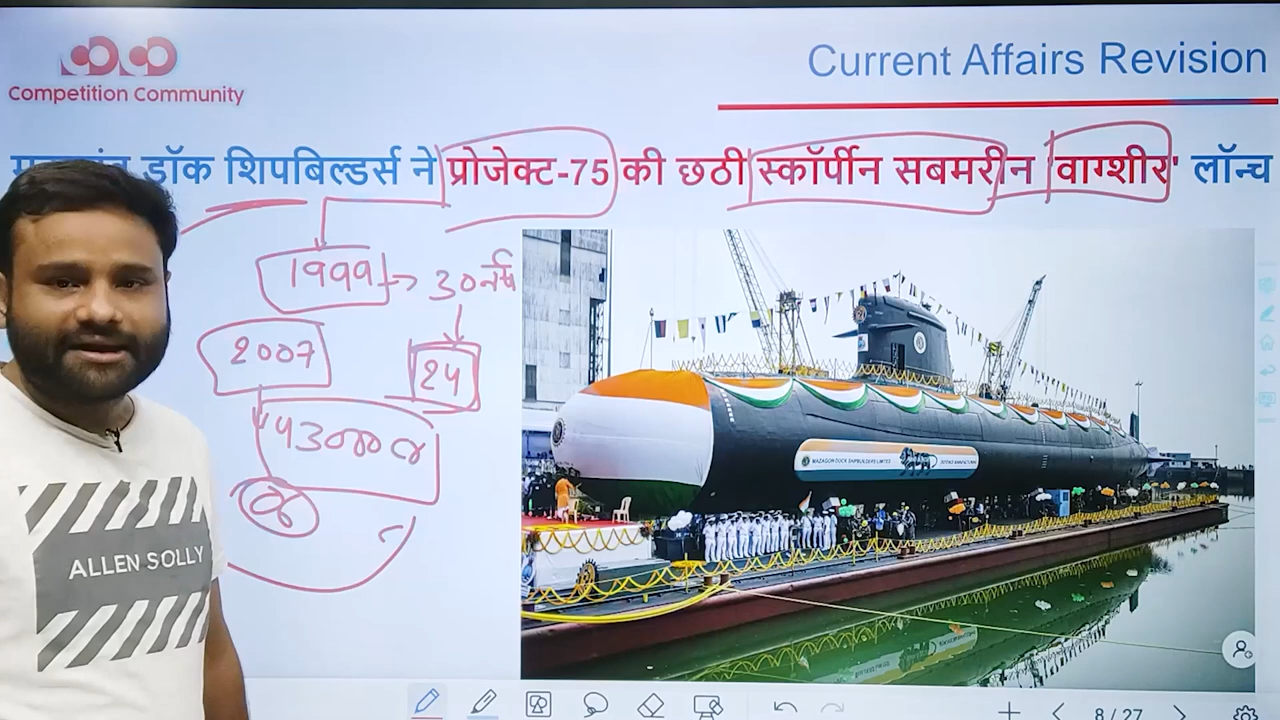 Competition Community
Current Affairs Revision
डॉक शिपबिल्डर्स ने प्रोजेक्ट-75 की छठी स्कॉर्पीन सबमरीन 'वाग्शीर' लॉन्च
1999 → 30 वर्ष
2007
24
43000 क
6
MAZAGON DOCK SHIPBUILDERS LIMITED
ALLEN SOLLY
8 / 27